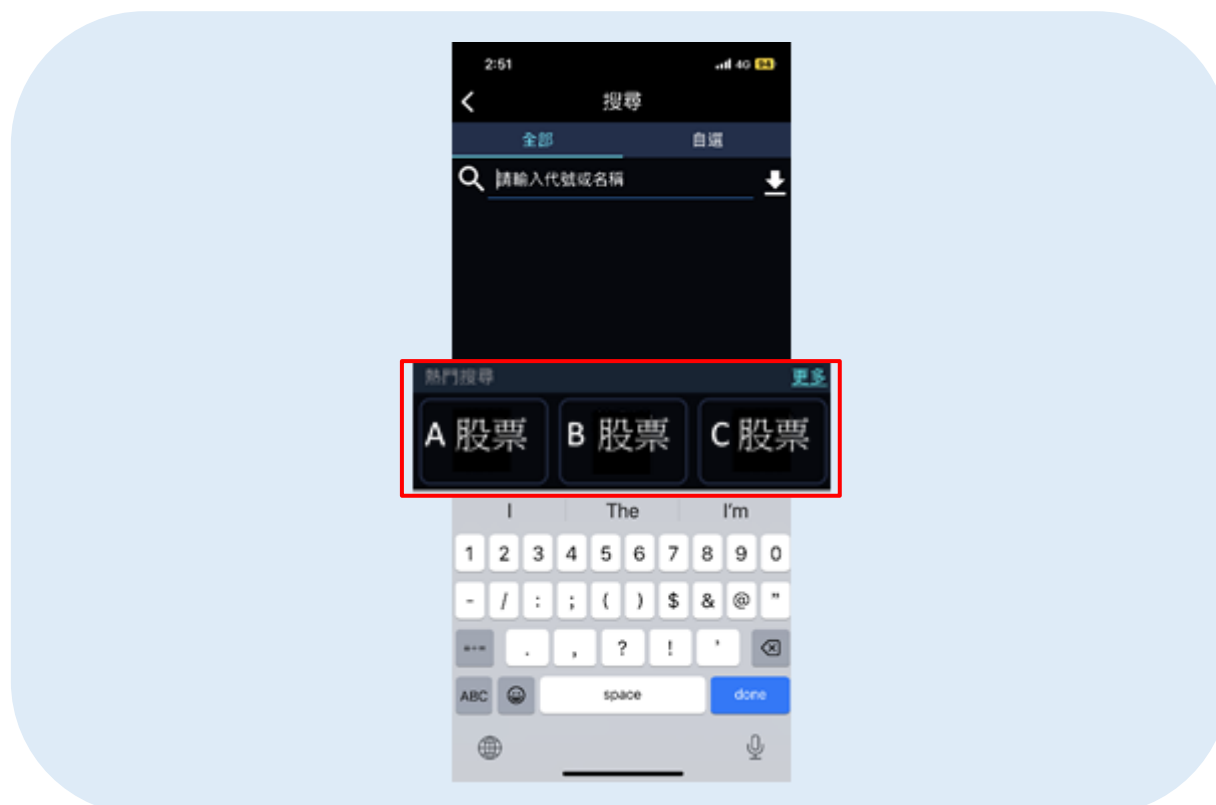 2:51 4G 94
搜尋
全部 自選
請輸入代號或名稱
熱門搜尋 更多
A 股票 B 股票 C 股票
I The I'm
1 2 3 4 5 6 7 8 9 0
- / : ; ( ) $ & @ "
#+= . , ? ! '
ABC space done